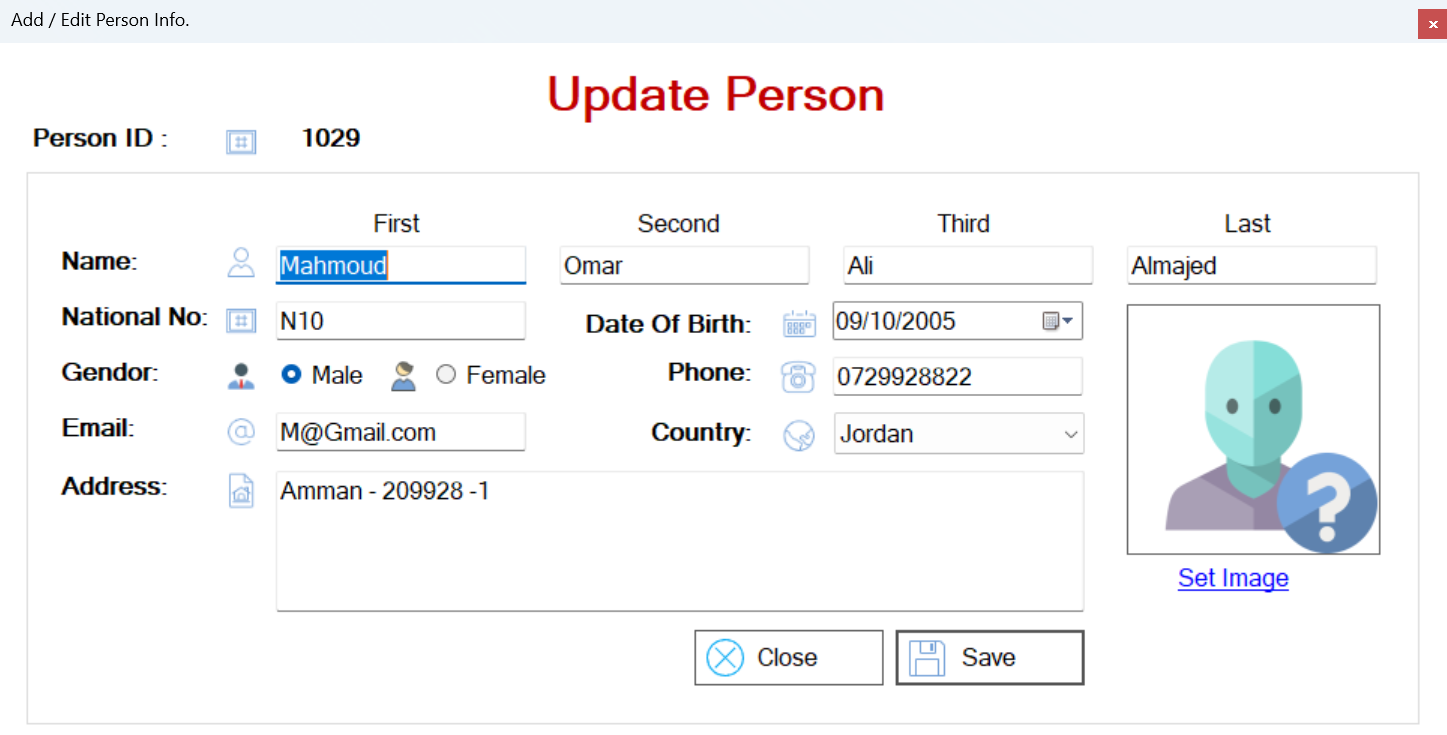 Add / Edit Person Info.
Update Person
Person ID : 1029
First Second Third Last
Name: Mahmoud Omar Ali Almajed
National No: N10 Date Of Birth: 09/10/2005
Gendor: Male Female Phone: 0729928822
Email: M@Gmail.com Country: Jordan
Address: Amman - 209928 -1
Set Image
Close Save